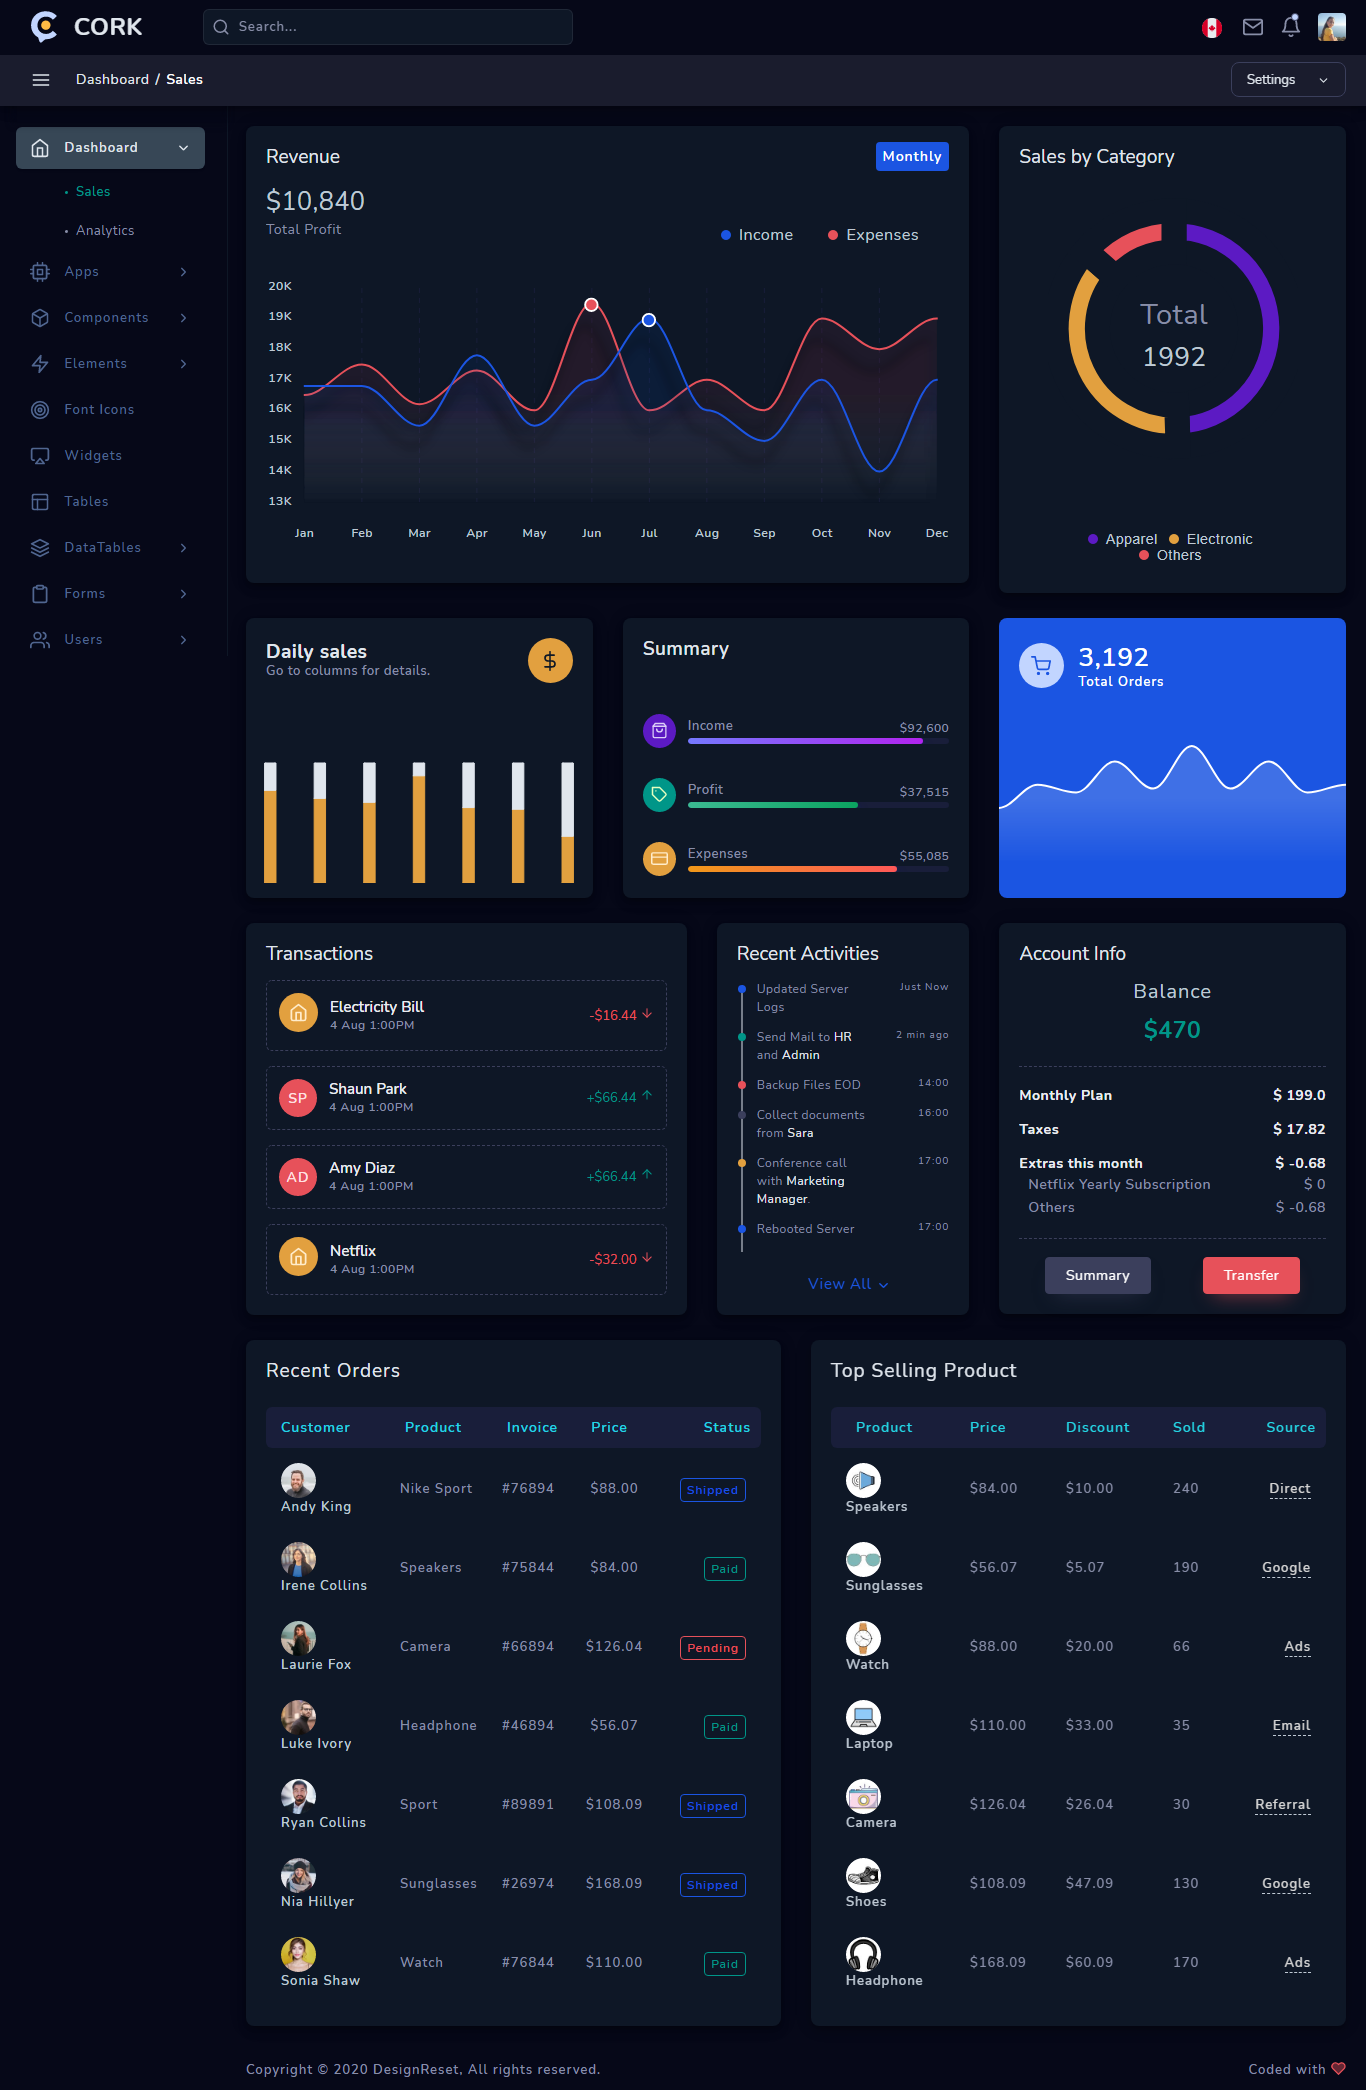 CORK
Search...
Dashboard / Sales
Settings
Dashboard
Sales
Analytics
Apps
Components
Elements
Font Icons
Widgets
Tables
DataTables
Forms
Users
Revenue
Monthly
$10,840
Total Profit
Income
Expenses
20K
19K
18K
17K
16K
15K
14K
13K
Jan Feb Mar Apr May Jun Jul Aug Sep Oct Nov Dec
Sales by Category
Total
1992
Apparel Electronic
Others
Daily sales
Go to columns for details.
$
Summary
Income $92,600
Profit $37,515
Expenses $55,085
3,192
Total Orders
Transactions
Electricity Bill
4 Aug 1:00PM
-$16.44
SP
Shaun Park
4 Aug 1:00PM
+$66.44
AD
Amy Diaz
4 Aug 1:00PM
+$66.44
Netflix
4 Aug 1:00PM
-$32.00
Recent Activities
Updated Server Just Now
Logs
Send Mail to HR 2 min ago
and Admin
Backup Files EOD 14:00
Collect documents 16:00
from Sara
Conference call 17:00
with Marketing
Manager.
Rebooted Server 17:00
View All
Account Info
Balance
$470
Monthly Plan $ 199.0
Taxes $ 17.82
Extras this month $ -0.68
Netflix Yearly Subscription $ 0
Others $ -0.68
Summary Transfer
Recent Orders
Customer Product Invoice Price Status
Andy King Nike Sport #76894 $88.00 Shipped
Irene Collins Speakers #75844 $84.00 Paid
Laurie Fox Camera #66894 $126.04 Pending
Luke Ivory Headphone #46894 $56.07 Paid
Ryan Collins Sport #89891 $108.09 Shipped
Nia Hillyer Sunglasses #26974 $168.09 Shipped
Sonia Shaw Watch #76844 $110.00 Paid
Top Selling Product
Product Price Discount Sold Source
Speakers $84.00 $10.00 240 Direct
Sunglasses $56.07 $5.07 190 Google
Watch $88.00 $20.00 66 Ads
Laptop $110.00 $33.00 35 Email
Camera $126.04 $26.04 30 Referral
Shoes $108.09 $47.09 130 Google
Headphone $168.09 $60.09 170 Ads
Copyright © 2020 DesignReset, All rights reserved.
Coded with